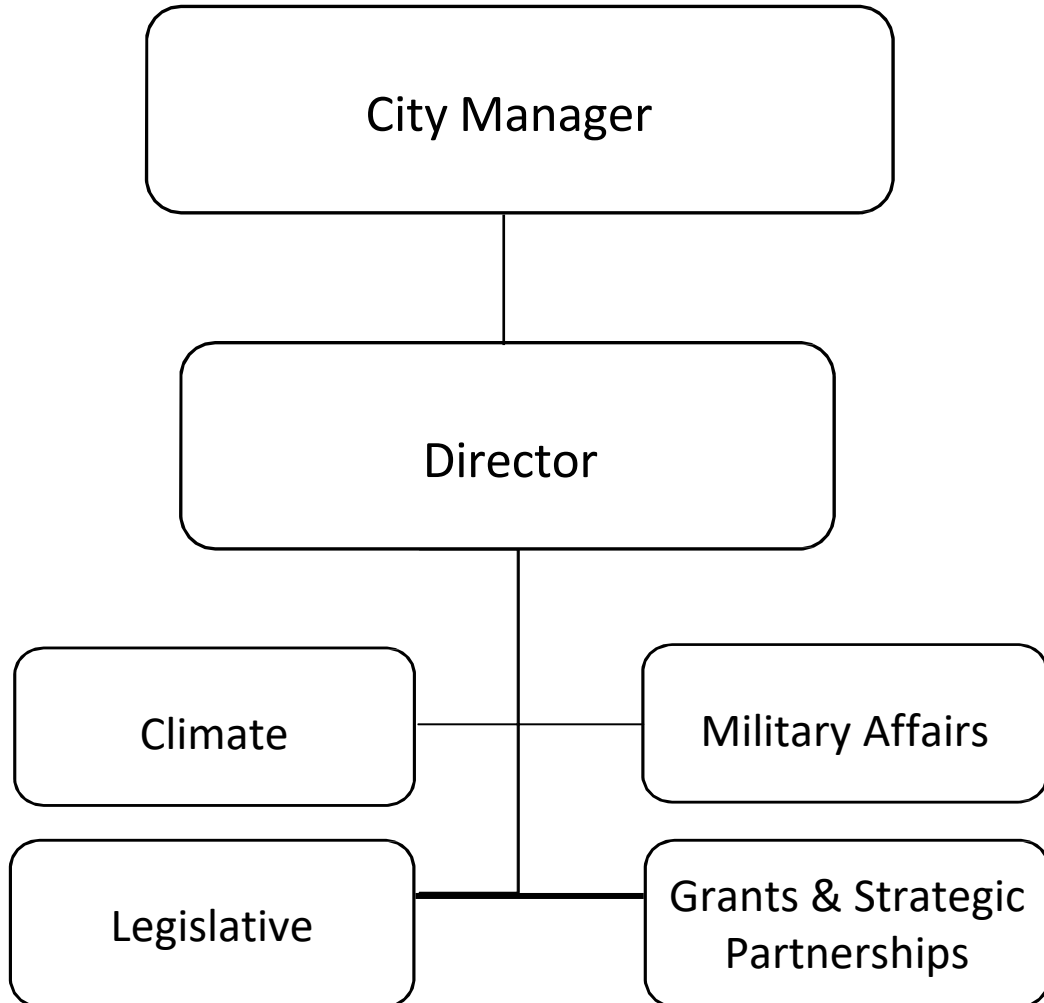 City Manager
Director
Climate
Military Affairs
Legislative
Grants & Strategic
Partnerships